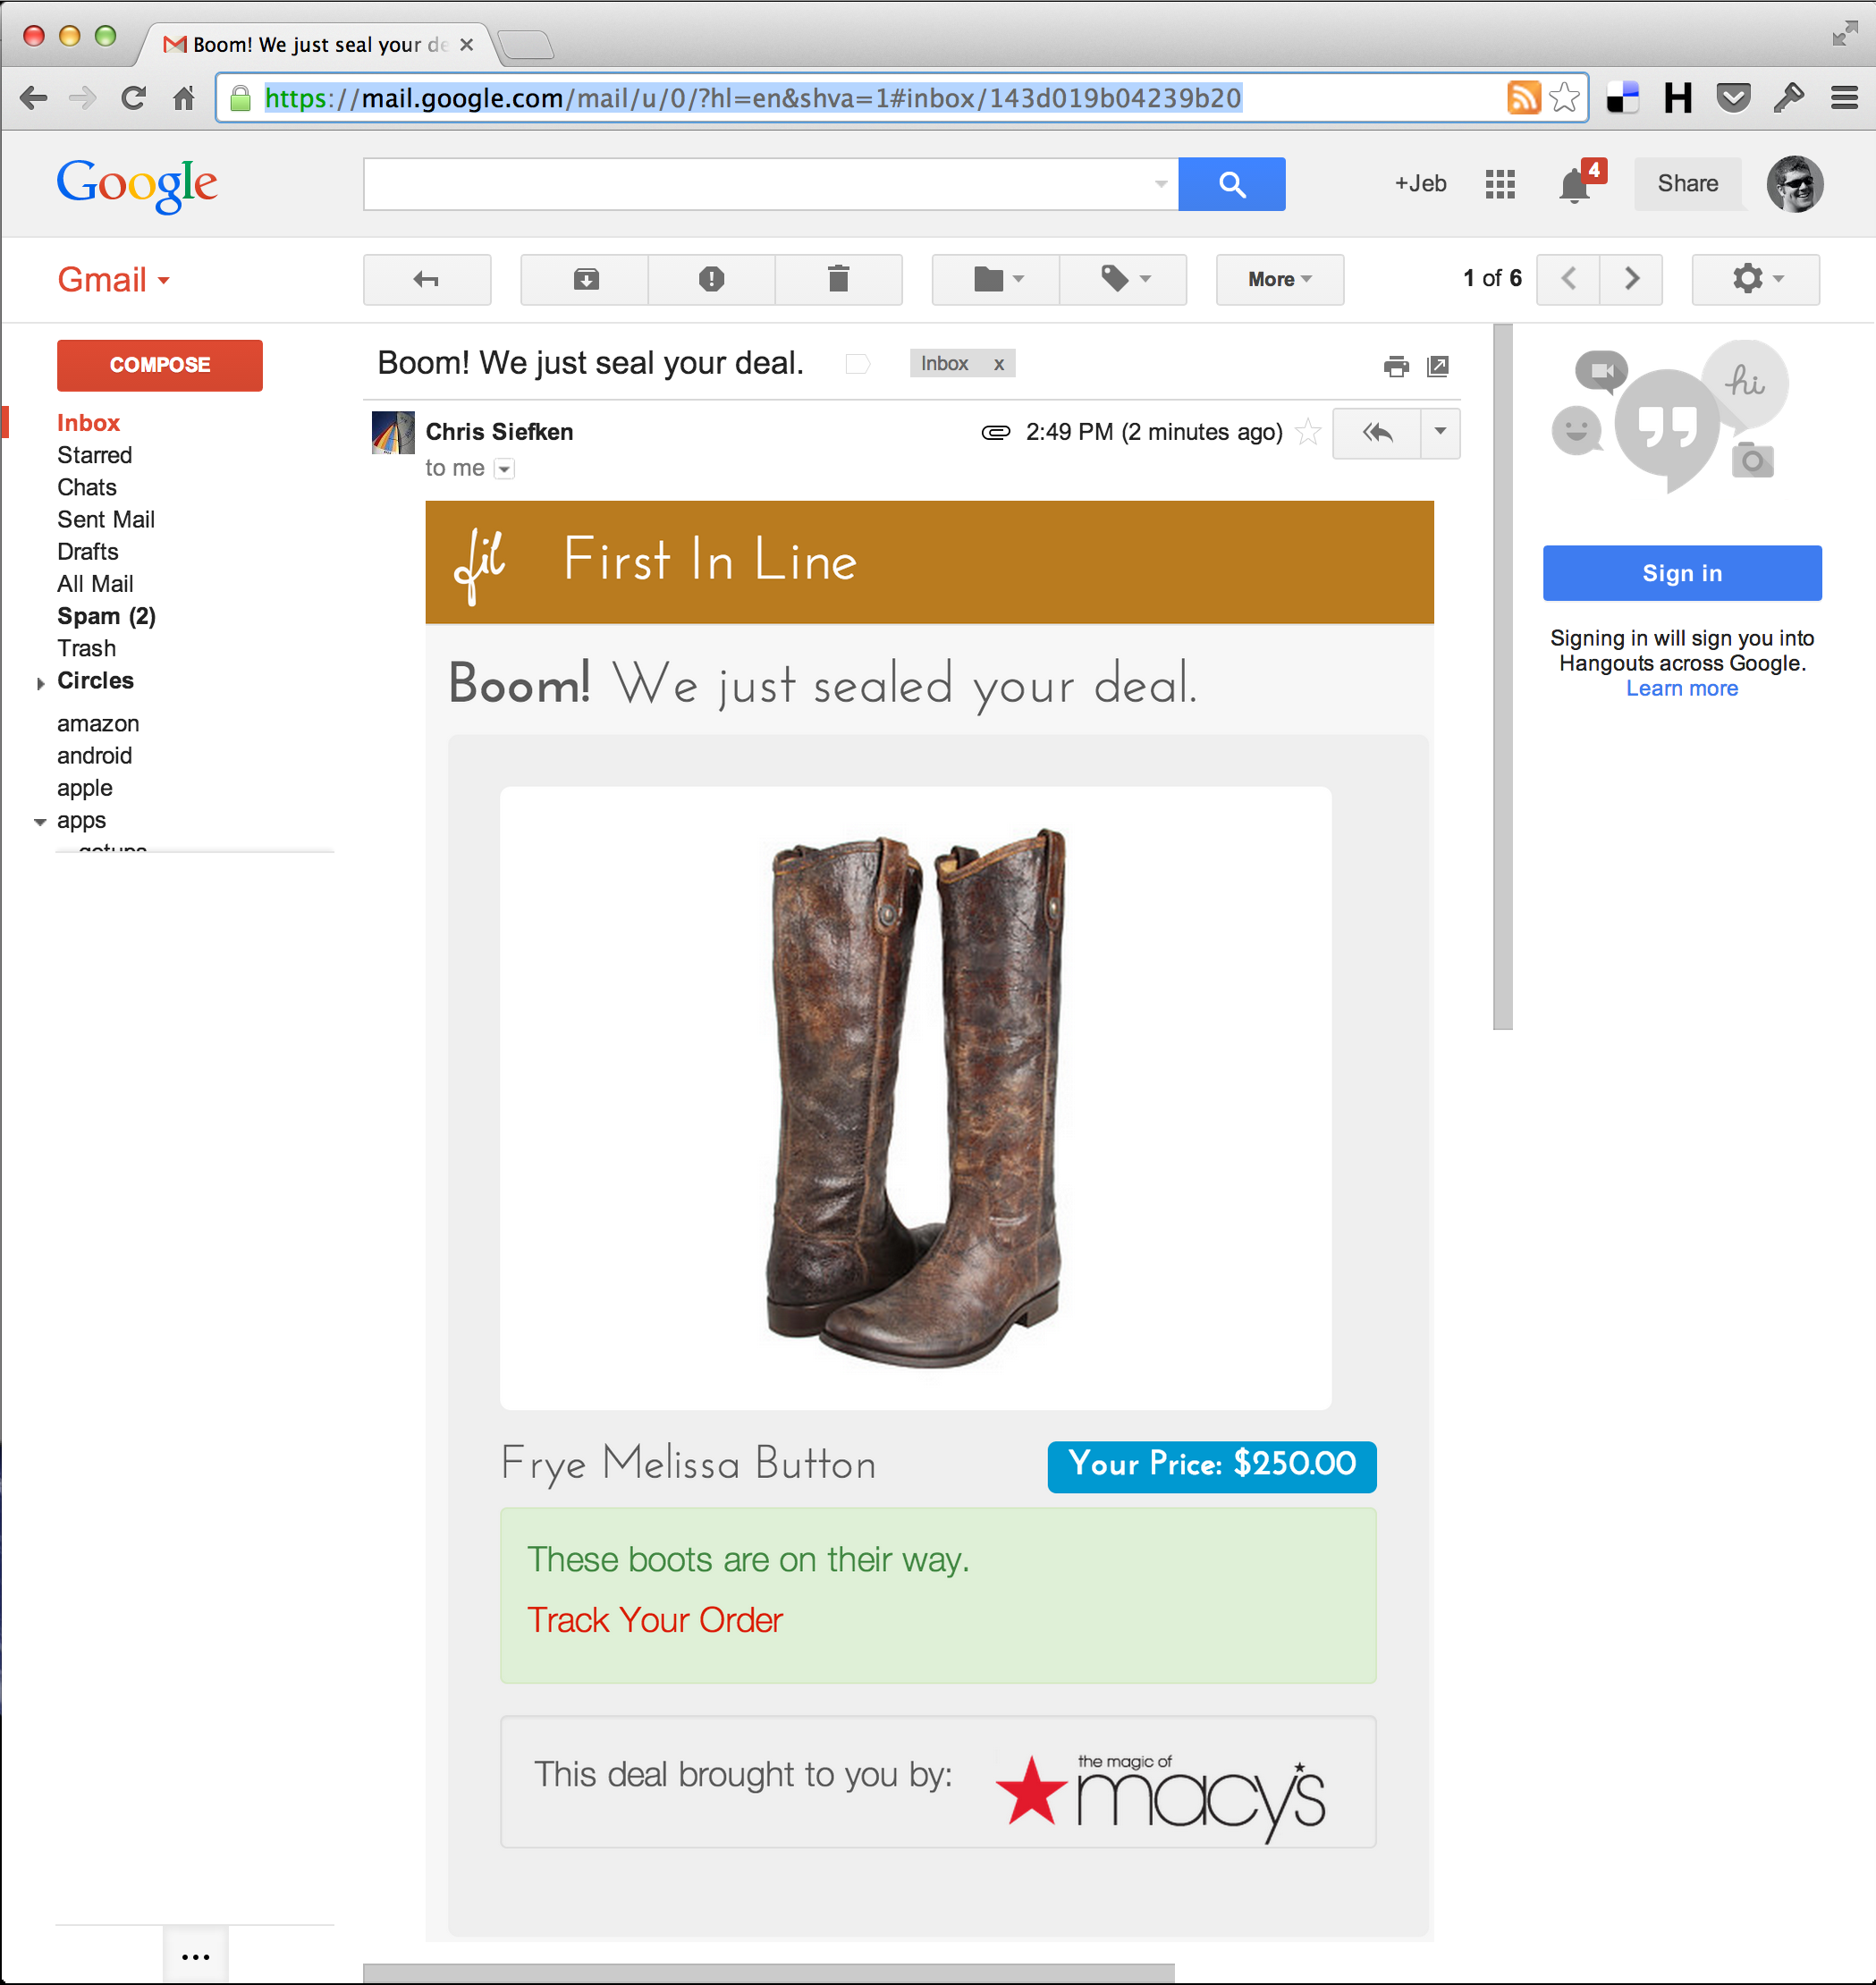 Boom! We just seal your de
https://mail.google.com/mail/u/0/?hl=en&shva=1#inbox/143d019b04239b20
H
Google
+Jeb
4
Share
Gmail
More
1 of 6
COMPOSE
Boom! We just seal your deal.
Inbox x
hi
Inbox
Starred
Chats
Sent Mail
Drafts
All Mail
Spam (2)
Trash
Circles
amazon
android
apple
apps
Chris Siefken
2:49 PM (2 minutes ago)
to me
fil First In Line
Boom! We just sealed your deal.
Frye Melissa Button
Your Price: $250.00
These boots are on their way.
Track Your Order
This deal brought to you by:
the magic of
macy's
Sign in
Signing in will sign you into
Hangouts across Google.
Learn more
...